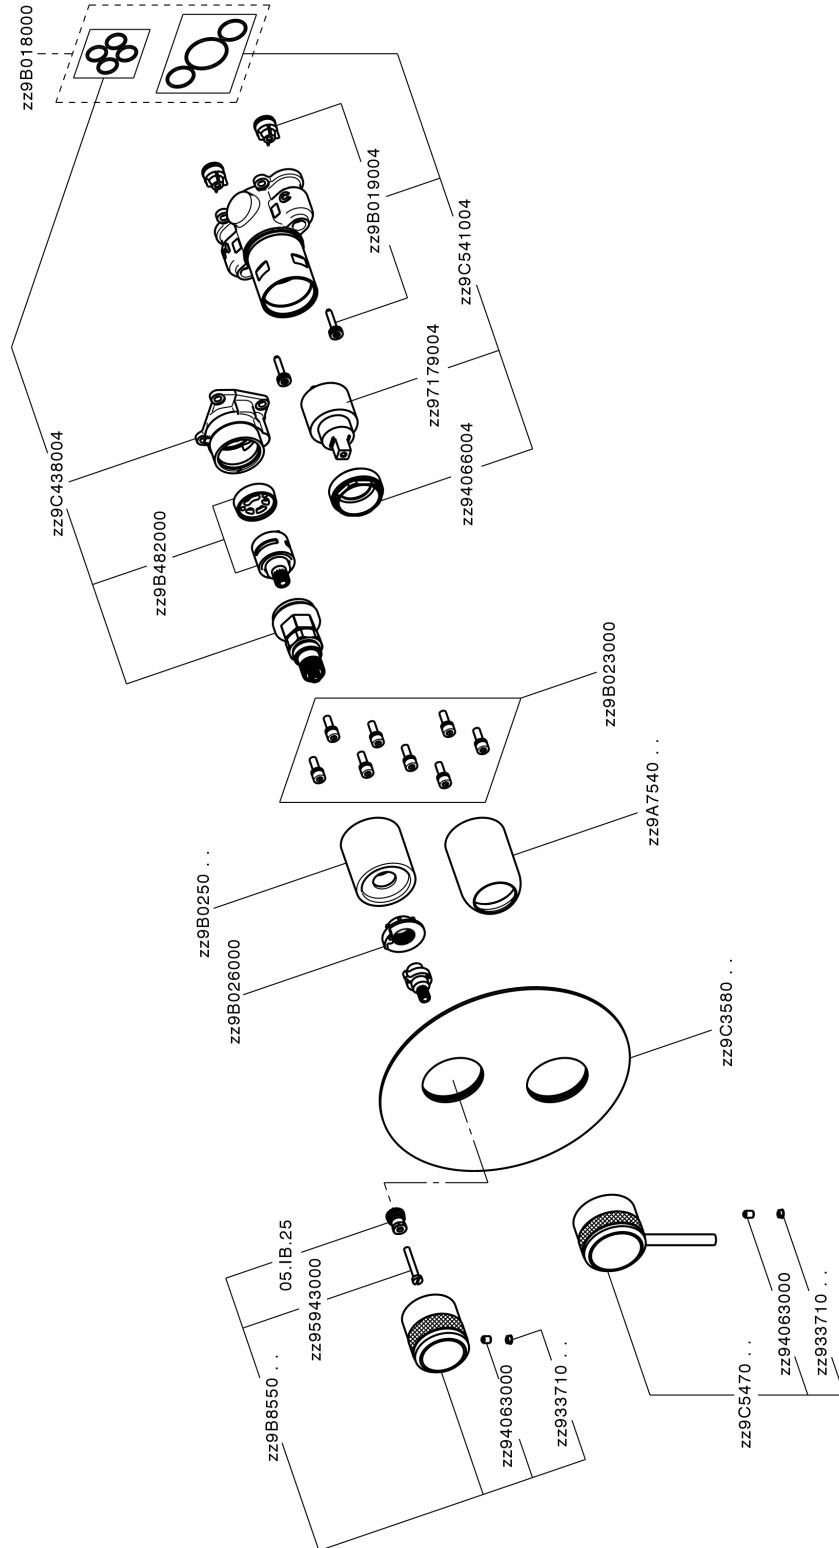 zz9B018000
zz9B019004
zz9C541004
zz97179004
zz94066004
zz9C438004
zz9B482000
zz9B023000
zz9A7540 . .
zz9B0250 . .
zz9B026000
zz9C3580 . .
05.IB.25
zz95943000
zz9B8550 . .
zz94063000
zz933710 . .
zz9C5470 . .
zz94063000
zz933710 . .